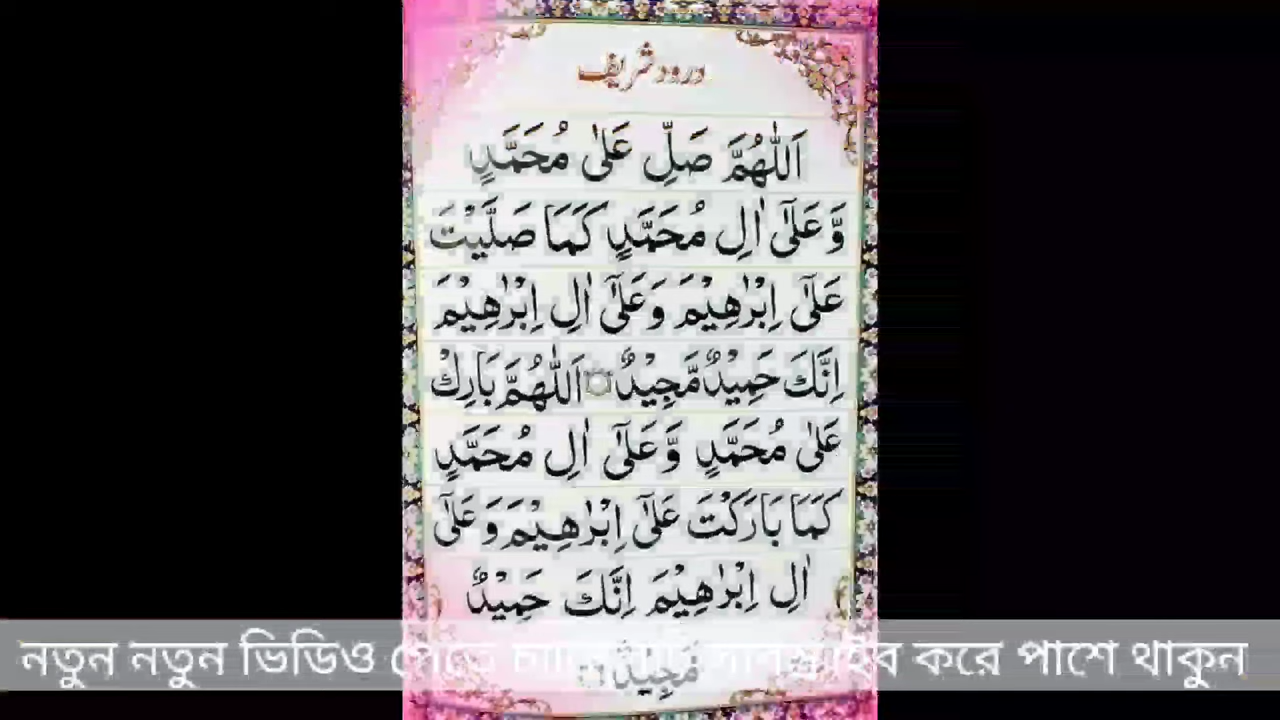 درود شریف
اَللّٰهُمَّ صَلِّ عَلٰی مُحَمَّدٍ
وَّ عَلٰۤی اٰلِ مُحَمَّدٍ كَمَا صَلَّيْتَ
عَلٰۤی اِبْرٰهِيْمَ وَ عَلٰۤی اٰلِ اِبْرٰهِيْمَ
اِنَّكَ حَمِيْدٌ مَّجِيْدٌ ۝ اَللّٰهُمَّ بَارِكْ
عَلٰی مُحَمَّدٍ وَّ عَلٰۤی اٰلِ مُحَمَّدٍ
كَمَا بَارَكْتَ عَلٰۤی اِبْرٰهِيْمَ وَ عَلٰۤی
اٰلِ اِبْرٰهِيْمَ اِنَّكَ حَمِيْدٌ
مَّجِيْدٌ
নতুন নতুন ভিডিও পেতে করে পাশে থাকুন